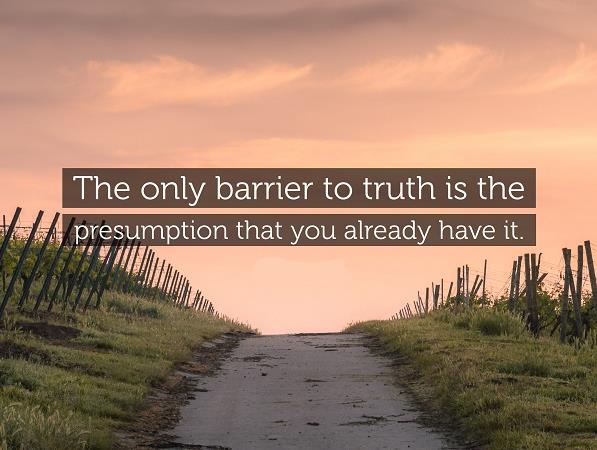 The only barrier to truth is the
presumption that you already have it.